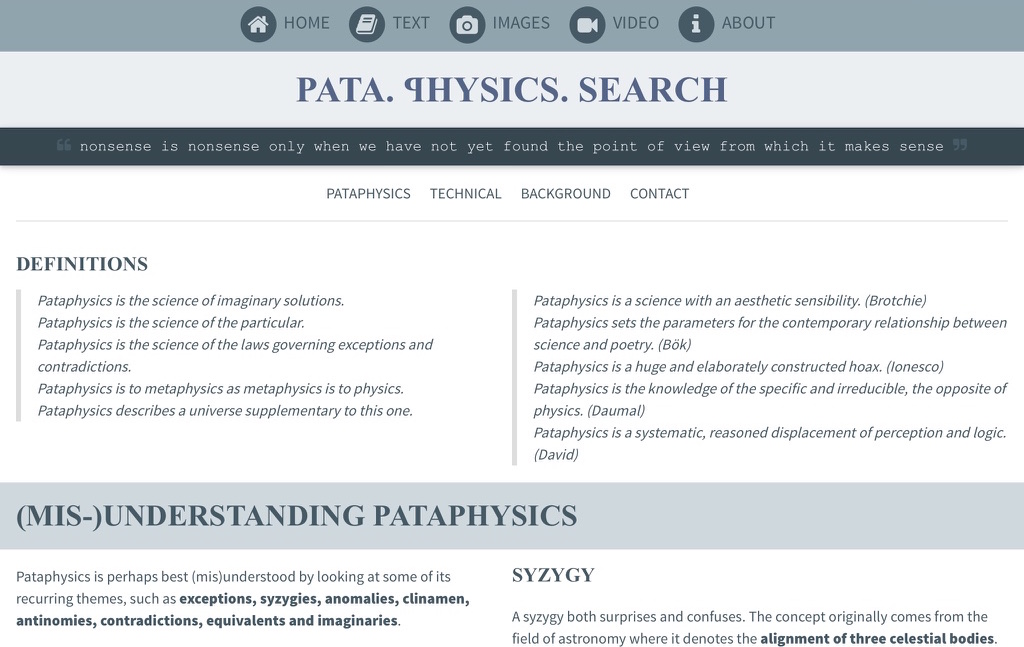 HOME TEXT IMAGES VIDEO ABOUT
PATA. ꟼHYSICS. SEARCH
❝ nonsense is nonsense only when we have not yet found the point of view from which it makes sense ❞
PATAPHYSICS TECHNICAL BACKGROUND CONTACT
DEFINITIONS
Pataphysics is the science of imaginary solutions.
Pataphysics is the science of the particular.
Pataphysics is the science of the laws governing exceptions and
contradictions.
Pataphysics is to metaphysics as metaphysics is to physics.
Pataphysics describes a universe supplementary to this one.
Pataphysics is a science with an aesthetic sensibility. (Brotchie)
Pataphysics sets the parameters for the contemporary relationship between
science and poetry. (Bök)
Pataphysics is a huge and elaborately constructed hoax. (Ionesco)
Pataphysics is the knowledge of the specific and irreducible, the opposite of
physics. (Daumal)
Pataphysics is a systematic, reasoned displacement of perception and logic.
(David)
(MIS-)UNDERSTANDING PATAPHYSICS
Pataphysics is perhaps best (mis)understood by looking at some of its
recurring themes, such as exceptions, syzygies, anomalies, clinamen,
antinomies, contradictions, equivalents and imaginaries.
SYZYGY
A syzygy both surprises and confuses. The concept originally comes from the
field of astronomy where it denotes the alignment of three celestial bodies.